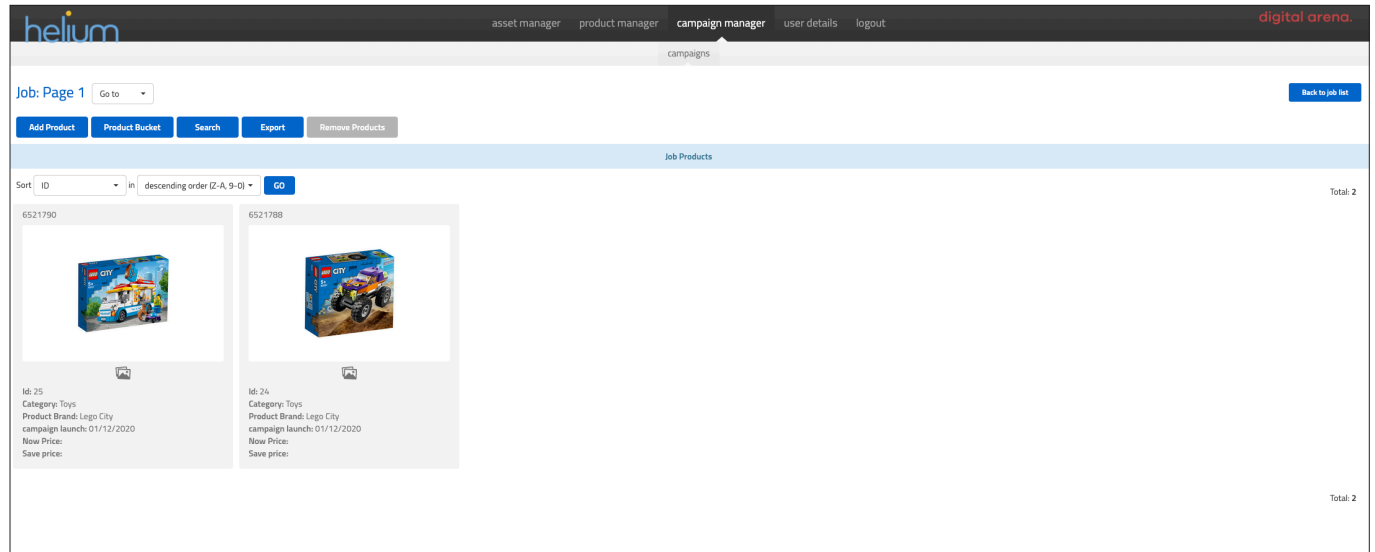 helium
asset manager product manager campaign manager user details logout
digital arena.
campaigns
Job: Page 1 Go to
Back to job list
Add Product Product Bucket Search Export Remove Products
Job Products
Sort ID in descending order (Z-A, 9-0) GO
Total: 2
6521790
LEGO CITY
Id: 25
Category: Toys
Product Brand: Lego City
campaign launch: 01/12/2020
Now Price:
Save price:
6521788
LEGO CITY
Id: 24
Category: Toys
Product Brand: Lego City
campaign launch: 01/12/2020
Now Price:
Save price:
Total: 2